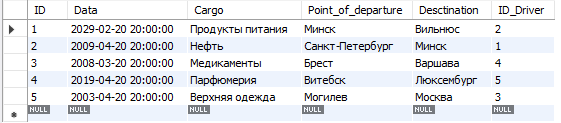 ID Data Cargo Point_of_departure Desctination ID_Driver
1 2029-02-20 20:00:00 Продукты питания Минск Вильнюс 2
2 2009-04-20 20:00:00 Нефть Санкт-Петербург Минск 1
3 2008-03-20 20:00:00 Медикаменты Брест Варшава 4
4 2019-04-20 20:00:00 Парфюмерия Витебск Люксембург 5
5 2003-04-20 20:00:00 Верхняя одежда Могилев Москва 3
NULL NULL NULL NULL NULL NULL